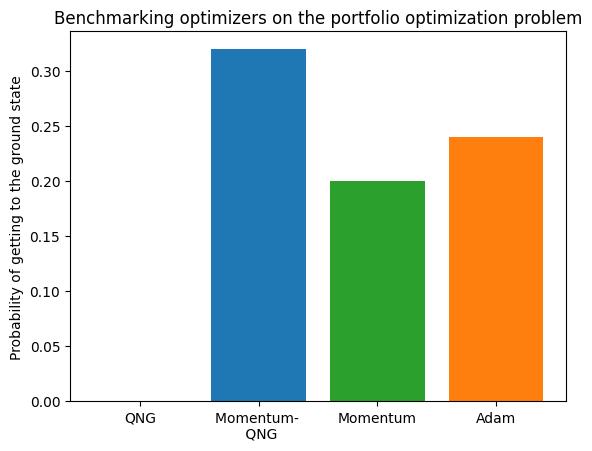 Benchmarking optimizers on the portfolio optimization problem
Probability of getting to the ground state
0.30
0.25
0.20
0.15
0.10
0.05
0.00
QNG
Momentum-
QNG
Momentum
Adam